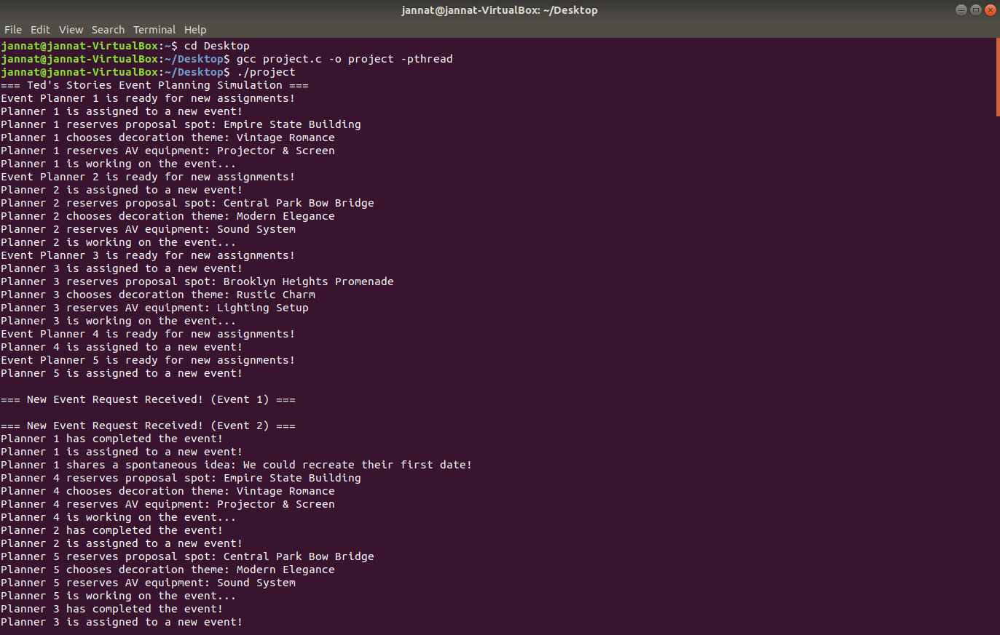 jannat@jannat-VirtualBox: ~/Desktop
File Edit View Search Terminal Help
jannat@jannat-VirtualBox:~$ cd Desktop
jannat@jannat-VirtualBox:~/Desktop$ gcc project.c -o project -pthread
jannat@jannat-VirtualBox:~/Desktop$ ./project
=== Ted's Stories Event Planning Simulation ===
Event Planner 1 is ready for new assignments!
Planner 1 is assigned to a new event!
Planner 1 reserves proposal spot: Empire State Building
Planner 1 chooses decoration theme: Vintage Romance
Planner 1 reserves AV equipment: Projector & Screen
Planner 1 is working on the event...
Event Planner 2 is ready for new assignments!
Planner 2 is assigned to a new event!
Planner 2 reserves proposal spot: Central Park Bow Bridge
Planner 2 chooses decoration theme: Modern Elegance
Planner 2 reserves AV equipment: Sound System
Planner 2 is working on the event...
Event Planner 3 is ready for new assignments!
Planner 3 is assigned to a new event!
Planner 3 reserves proposal spot: Brooklyn Heights Promenade
Planner 3 chooses decoration theme: Rustic Charm
Planner 3 reserves AV equipment: Lighting Setup
Planner 3 is working on the event...
Event Planner 4 is ready for new assignments!
Planner 4 is assigned to a new event!
Event Planner 5 is ready for new assignments!
Planner 5 is assigned to a new event!
=== New Event Request Received! (Event 1) ===
=== New Event Request Received! (Event 2) ===
Planner 1 has completed the event!
Planner 1 is assigned to a new event!
Planner 1 shares a spontaneous idea: We could recreate their first date!
Planner 4 reserves proposal spot: Empire State Building
Planner 4 chooses decoration theme: Vintage Romance
Planner 4 reserves AV equipment: Projector & Screen
Planner 4 is working on the event...
Planner 2 has completed the event!
Planner 2 is assigned to a new event!
Planner 5 reserves proposal spot: Central Park Bow Bridge
Planner 5 chooses decoration theme: Modern Elegance
Planner 5 reserves AV equipment: Sound System
Planner 5 is working on the event...
Planner 3 has completed the event!
Planner 3 is assigned to a new event!